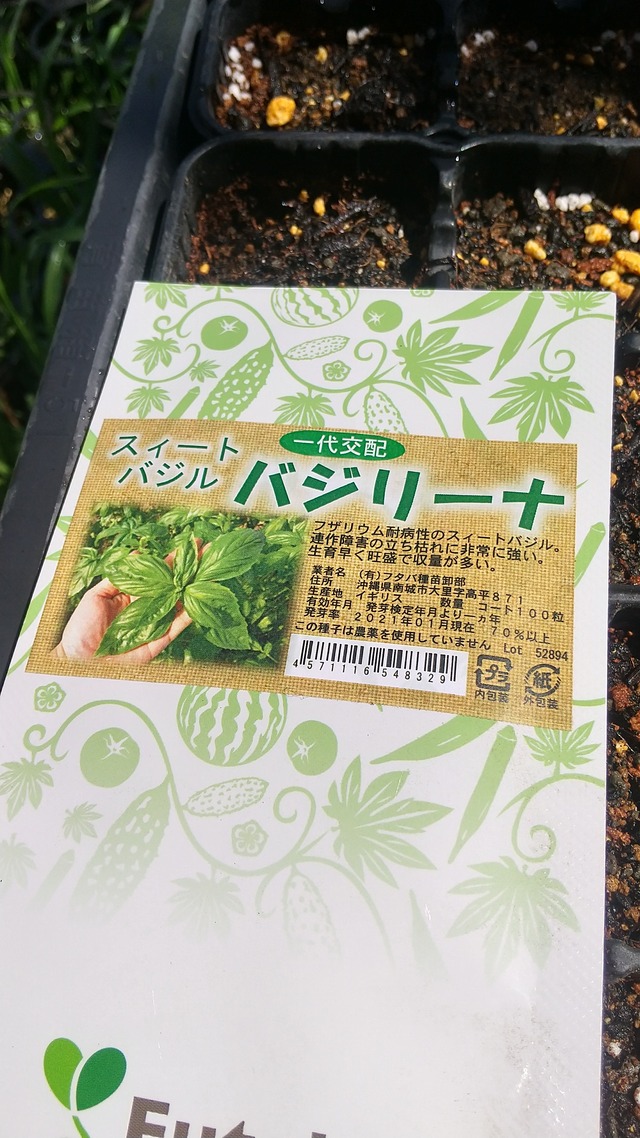 一代交配
スィート
バジル
バジリーナ
フザリウム耐病性のスィートバジル。
連作障害の立ち枯れに非常に強い。
生育早く旺盛で収量が多い。
業者名 (有)フタバ種苗卸部
住所 沖縄県南城市大里字高平871
生産地 イギリス 数量 コート100粒
有効年月 発芽検定年月より ヵ年
発芽率 2021年01月現在 70%以上
この種子は農薬を使用していません Lot 52894
4571116548329
プラ
内包装
紙
外包装